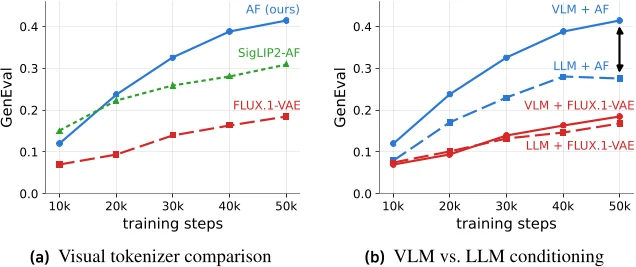 AF (ours)
SigLIP2-AF
FLUX.1-VAE
GenEval
0.4
0.3
0.2
0.1
0.0
10k 20k 30k 40k 50k
training steps
(a) Visual tokenizer comparison
VLM + AF
LLM + AF
VLM + FLUX.1-VAE
LLM + FLUX.1-VAE
GenEval
0.4
0.3
0.2
0.1
0.0
10k 20k 30k 40k 50k
training steps
(b) VLM vs. LLM conditioning